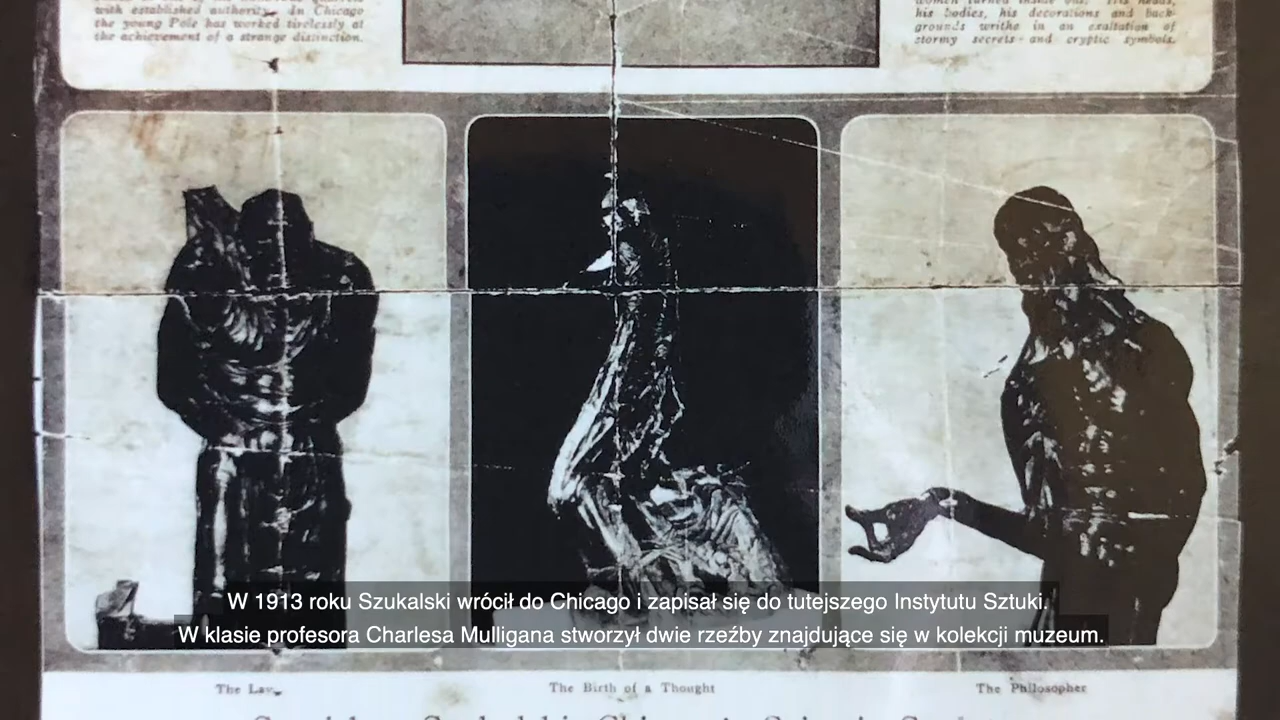 with established authority. In Chicago
the young Pole has worked tirelessly at
the achievement of a strange distinction.
women turned inside out. His heads,
his bodies, his decorations and back-
grounds writhe in an exaltation of
stormy secrets and cryptic symbols.
W 1913 roku Szukalski wrócił do Chicago i zapisał się do tutejszego Instytutu Sztuki.
W klasie profesora Charlesa Mulligana stworzył dwie rzeźby znajdujące się w kolekcji muzeum.
The Law
The Birth of a Thought
The Philosopher